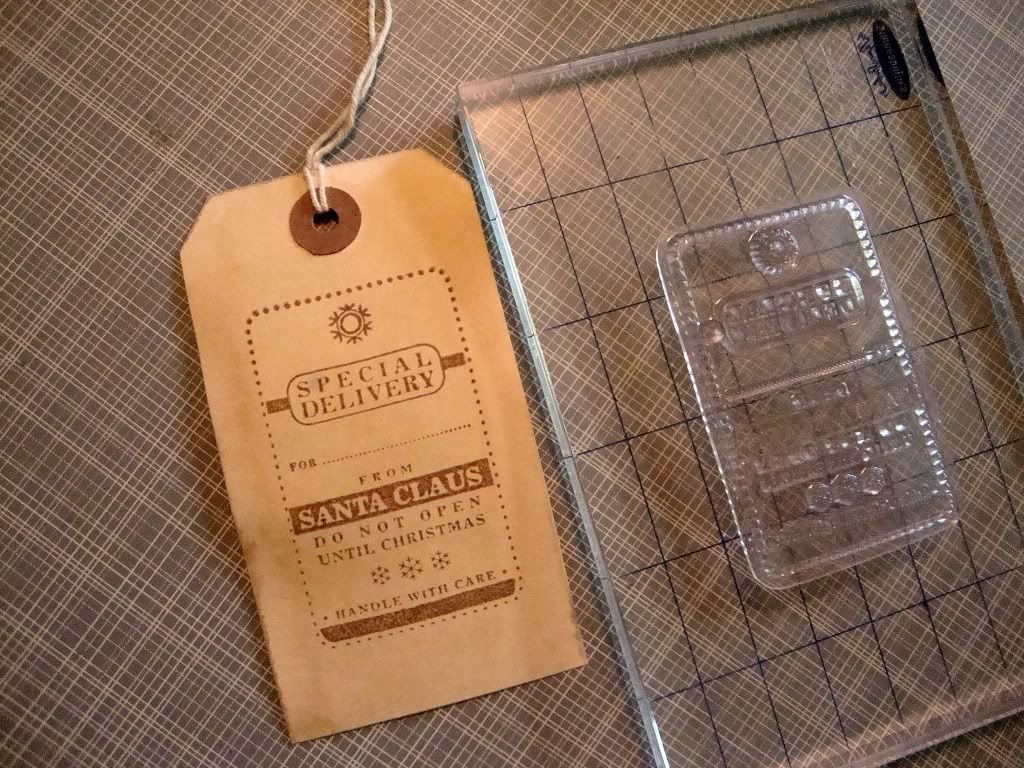 SPECIAL
DELIVERY
FOR
FROM
SANTA CLAUS
DO NOT OPEN
UNTIL CHRISTMAS
HANDLE WITH CARE